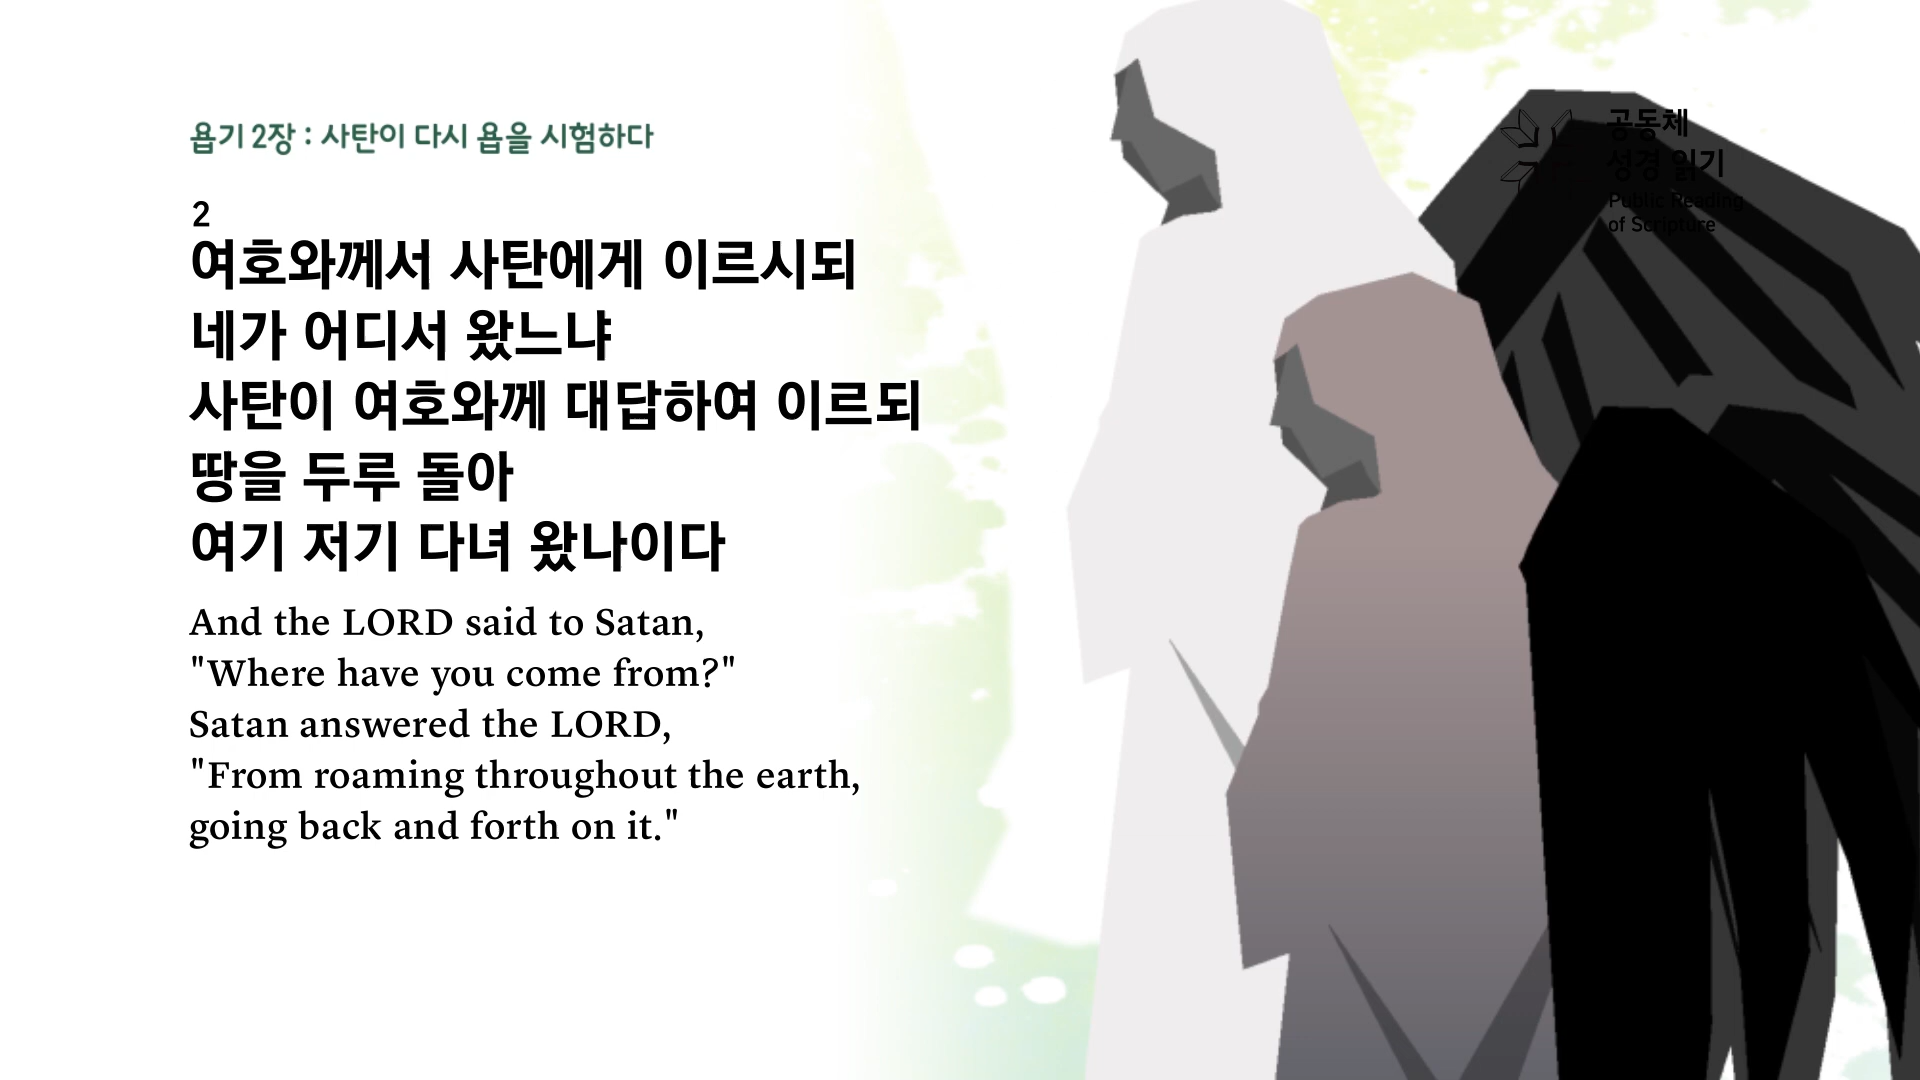 욥기 2장 : 사탄이 다시 욥을 시험하다
공동체
성경 읽기
Public Reading
of Scripture
2
여호와께서 사탄에게 이르시되
네가 어디서 왔느냐
사탄이 여호와께 대답하여 이르되
땅을 두루 돌아
여기 저기 다녀 왔나이다
And the LORD said to Satan,
"Where have you come from?"
Satan answered the LORD,
"From roaming throughout the earth,
going back and forth on it."